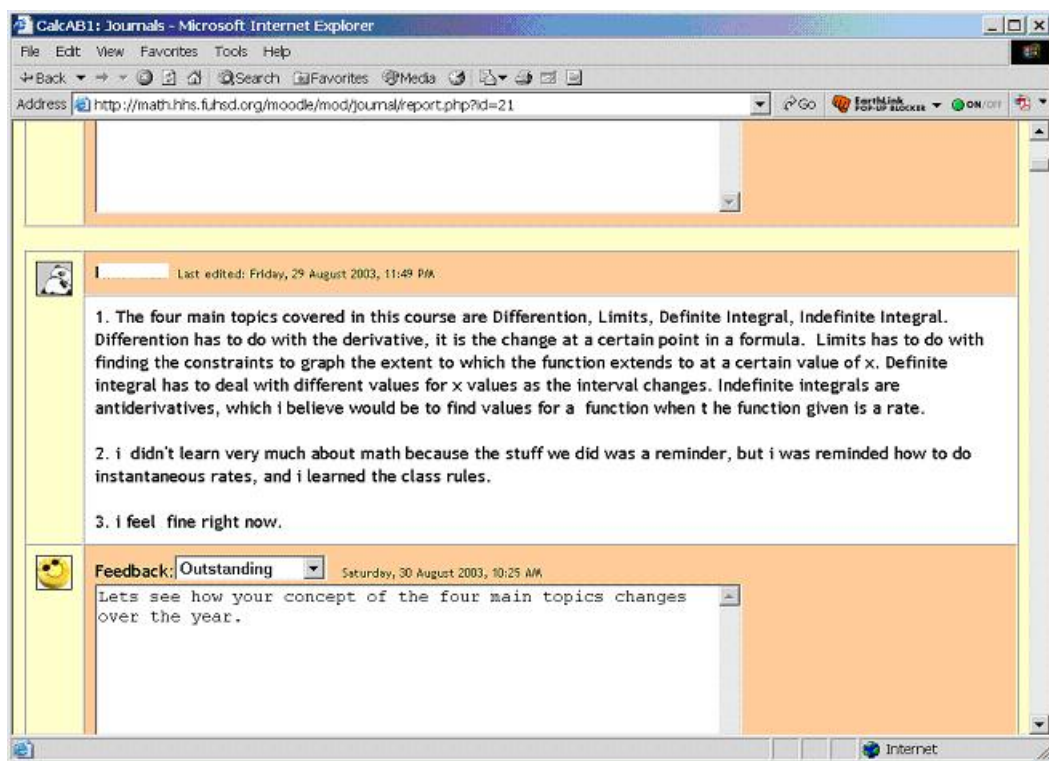 CalcAB1: Journals - Microsoft Internet Explorer
File Edit View Favorites Tools Help
Back Search Favorites Media
Address http://math.hhs.fuhsd.org/moodle/mod/journal/report.php?id=21 Go EarthLink POP-UP BLOCKER ON/OFF
I Last edited: Friday, 29 August 2003, 11:49 PM
1. The four main topics covered in this course are Differention, Limits, Definite Integral, Indefinite Integral.
Differention has to do with the derivative, it is the change at a certain point in a formula. Limits has to do with
finding the constraints to graph the extent to which the function extends to at a certain value of x. Definite
integral has to deal with different values for x values as the interval changes. Indefinite integrals are
antiderivatives, which i believe would be to find values for a function when t he function given is a rate.
2. i didn't learn very much about math because the stuff we did was a reminder, but i was reminded how to do
instantaneous rates, and i learned the class rules.
3. i feel fine right now.
Feedback: Outstanding Saturday, 30 August 2003, 10:25 AM
Lets see how your concept of the four main topics changes
over the year.
Internet